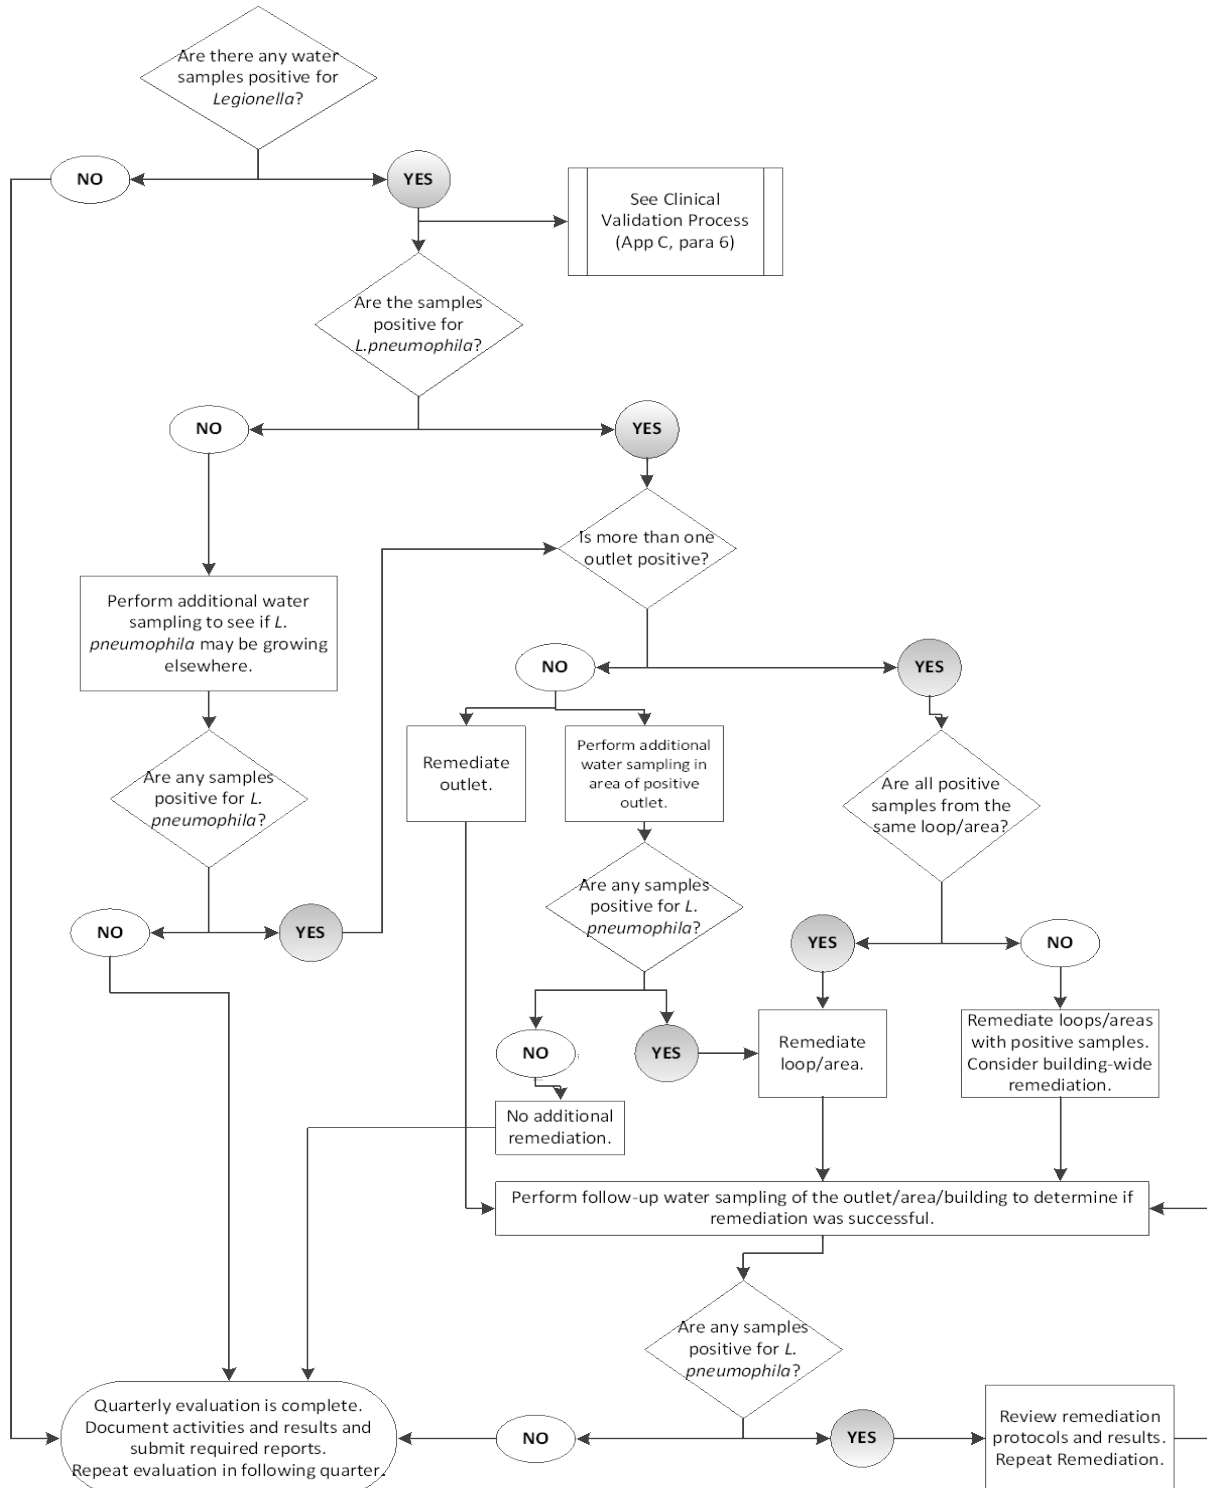 Are there any water
samples positive for
Legionella?
NO
YES
See Clinical
Validation Process
(App C, para 6)
Are the samples
positive for
L.pneumophila?
NO
YES
Is more than one
outlet positive?
Perform additional water
sampling to see if L.
pneumophila may be growing
elsewhere.
NO
YES
Remediate
outlet.
Perform additional
water sampling in
area of positive
outlet.
Are any samples
positive for L.
pneumophila?
Are all positive
samples from the
same loop/area?
Are any samples
positive for L.
pneumophila?
NO
YES
YES
NO
NO
YES
Remediate
loop/area.
Remediate loops/areas
with positive samples.
Consider building-wide
remediation.
No additional
remediation.
Perform follow-up water sampling of the outlet/area/building to determine if
remediation was successful.
Are any samples
positive for L.
pneumophila?
Quarterly evaluation is complete.
Document activities and results and
submit required reports.
Repeat evaluation in following quarter.
NO
YES
Review remediation
protocols and results.
Repeat Remediation.